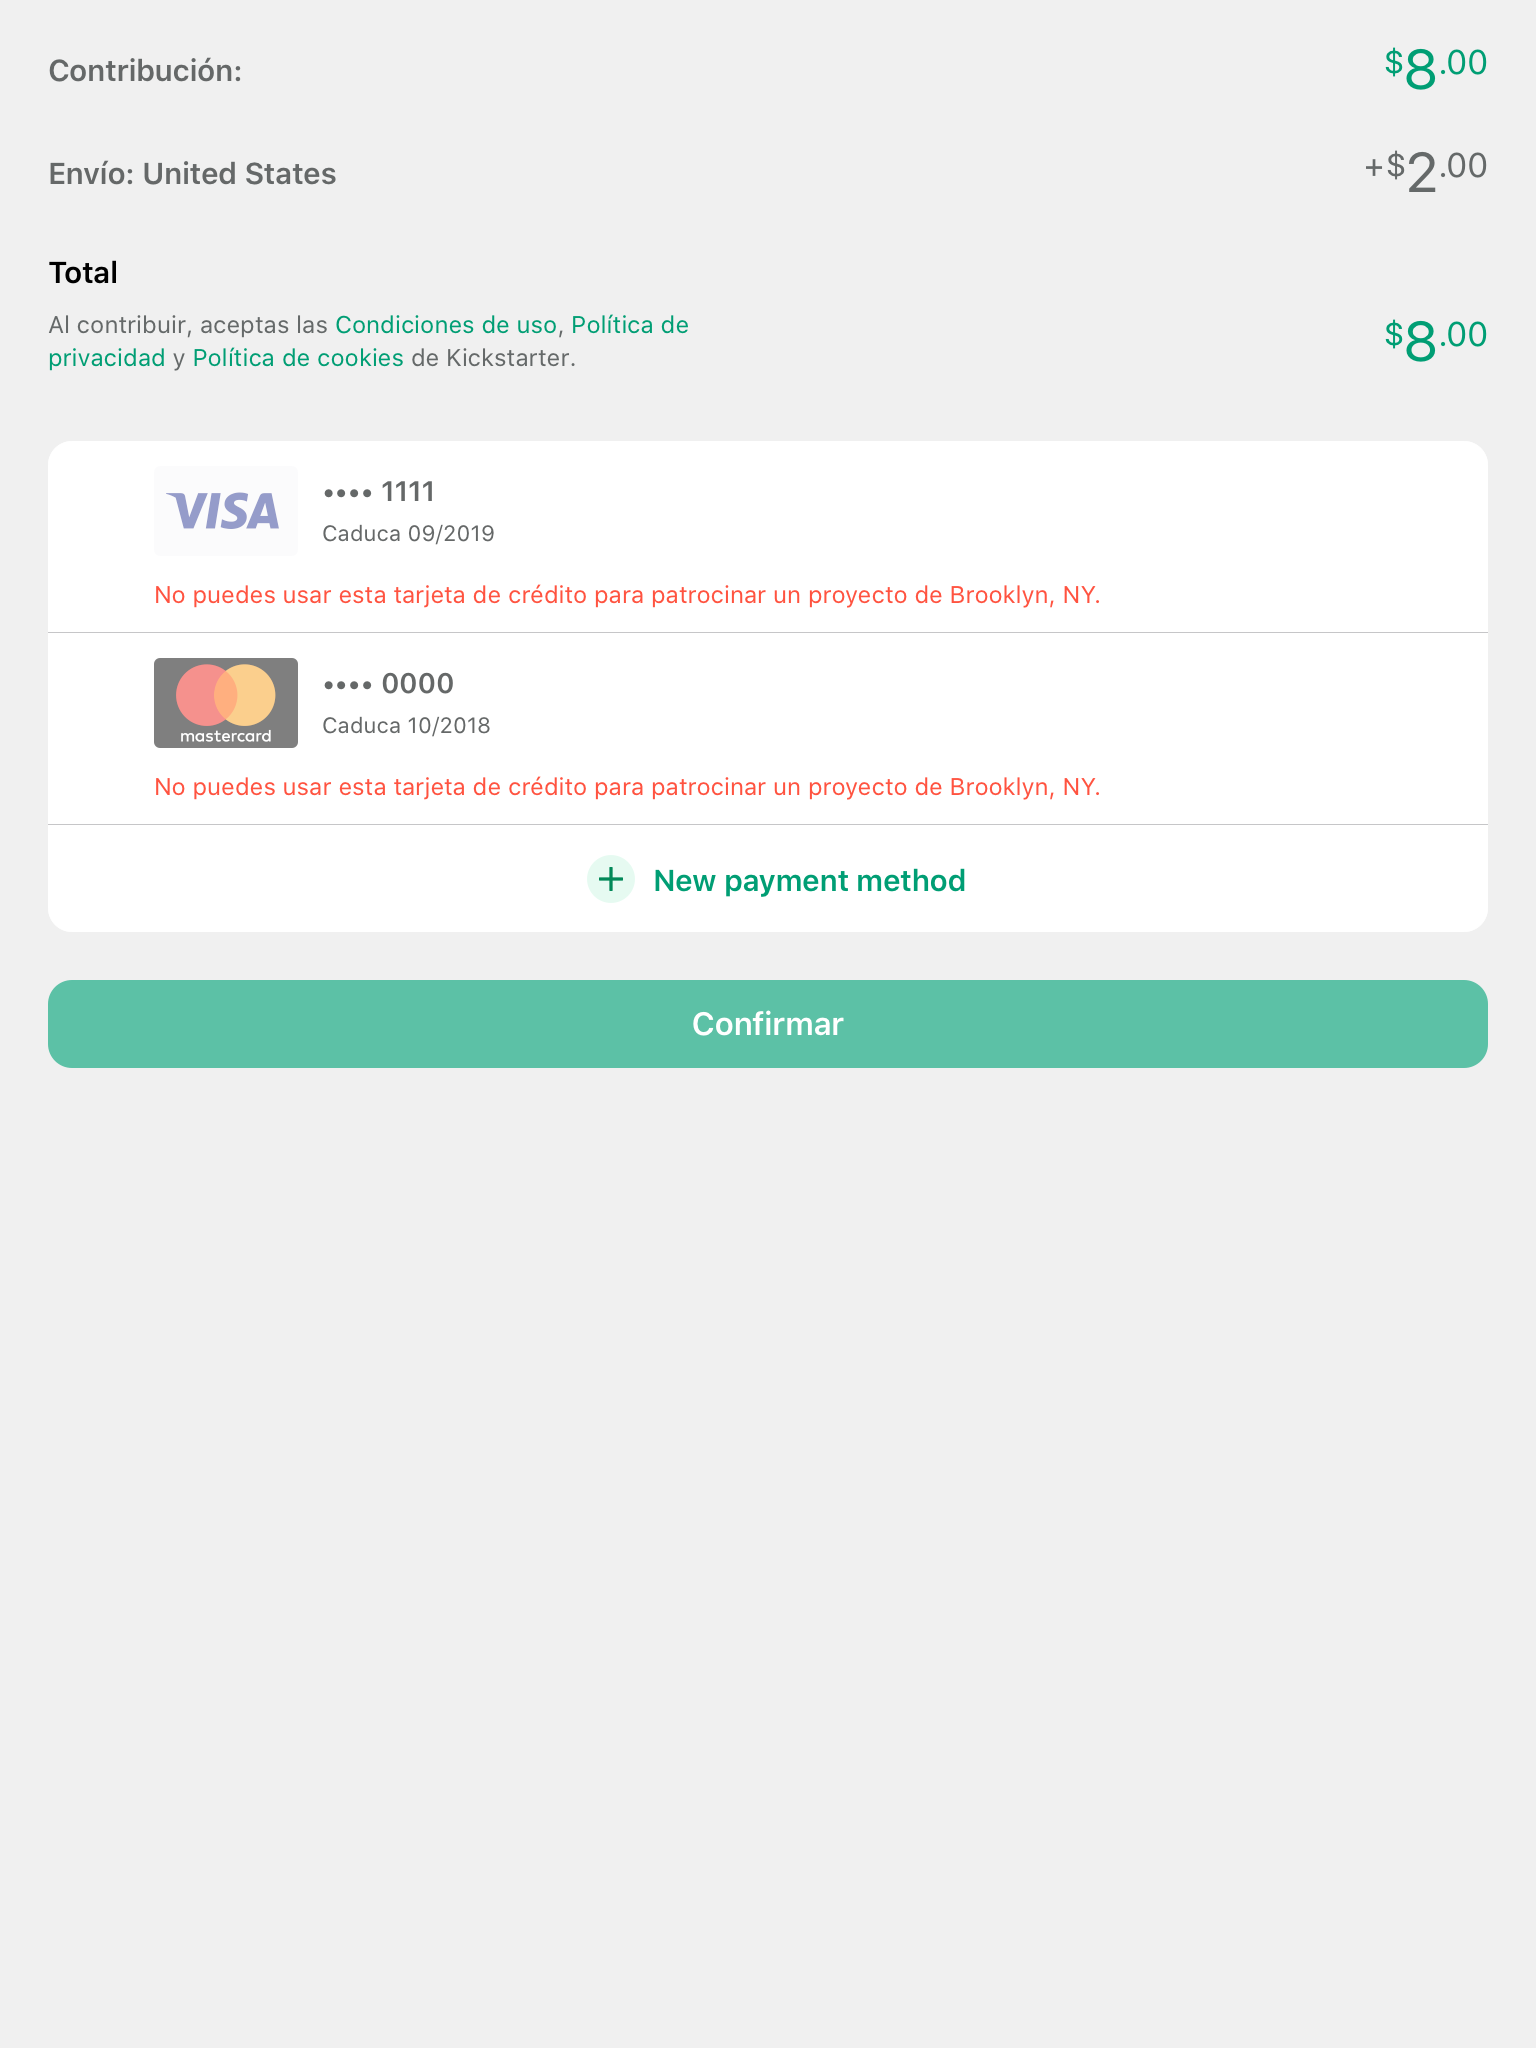 Contribución: $8.00
Envío: United States +$2.00
Total
Al contribuir, aceptas las Condiciones de uso, Política de
privacidad y Política de cookies de Kickstarter.
$8.00
VISA
•••• 1111
Caduca 09/2019
No puedes usar esta tarjeta de crédito para patrocinar un proyecto de Brooklyn, NY.
mastercard
•••• 0000
Caduca 10/2018
No puedes usar esta tarjeta de crédito para patrocinar un proyecto de Brooklyn, NY.
New payment method
Confirmar